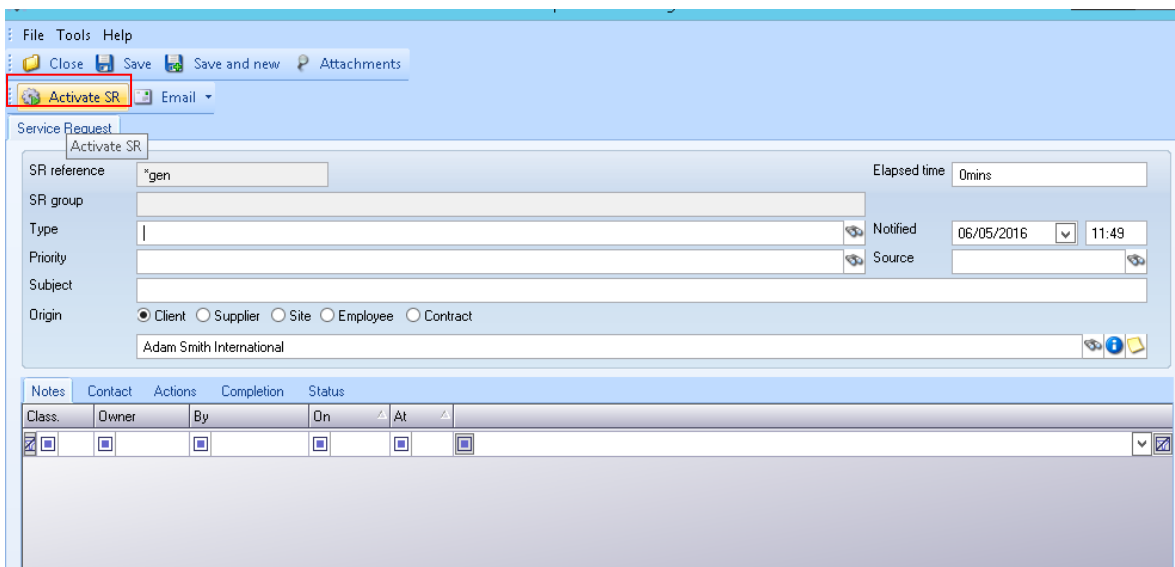 File Tools Help
Close Save Save and new Attachments
Activate SR Email
Service Request
Activate SR
SR reference *gen Elapsed time 0mins
SR group
Type Notified 06/05/2016 11:49
Priority Source
Subject
Origin Client Supplier Site Employee Contract
Adam Smith International
Notes Contact Actions Completion Status
Class. Owner By On At